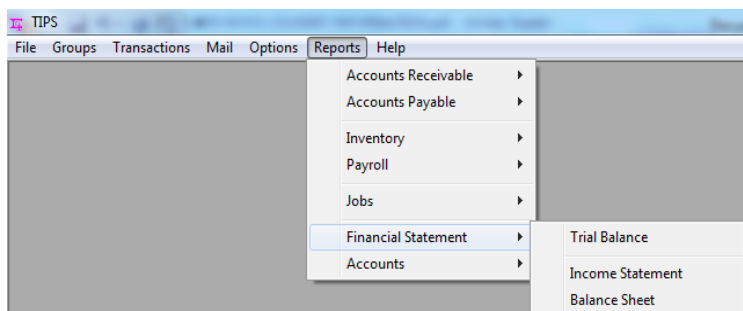 TIPS
File Groups Transactions Mail Options Reports Help
Accounts Receivable
Accounts Payable
Inventory
Payroll
Jobs
Financial Statement
Accounts
Trial Balance
Income Statement
Balance Sheet